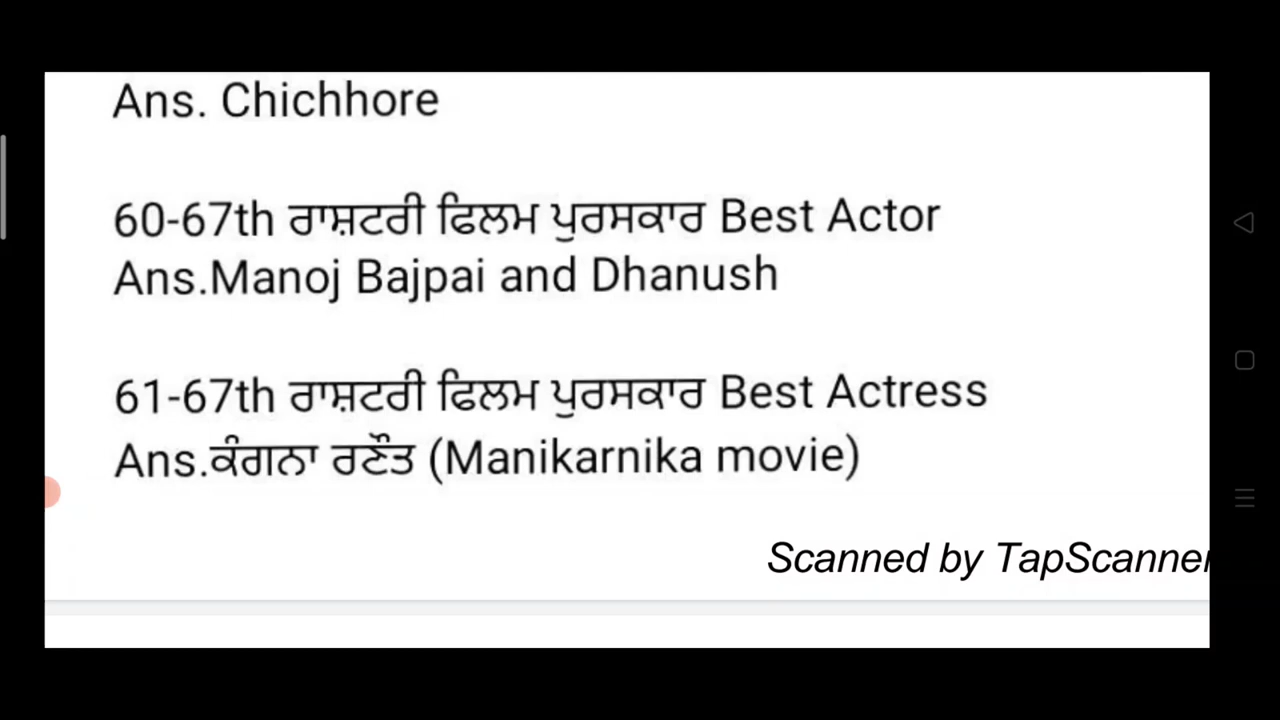 Ans. Chichhore
60-67th ਰਾਸ਼ਟਰੀ ਫਿਲਮ ਪੁਰਸਕਾਰ Best Actor
Ans.Manoj Bajpai and Dhanush
61-67th ਰਾਸ਼ਟਰੀ ਫਿਲਮ ਪੁਰਸਕਾਰ Best Actress
Ans.ਕੰਗਨਾ ਰਣੌਤ (Manikarnika movie)
Scanned by TapScanner